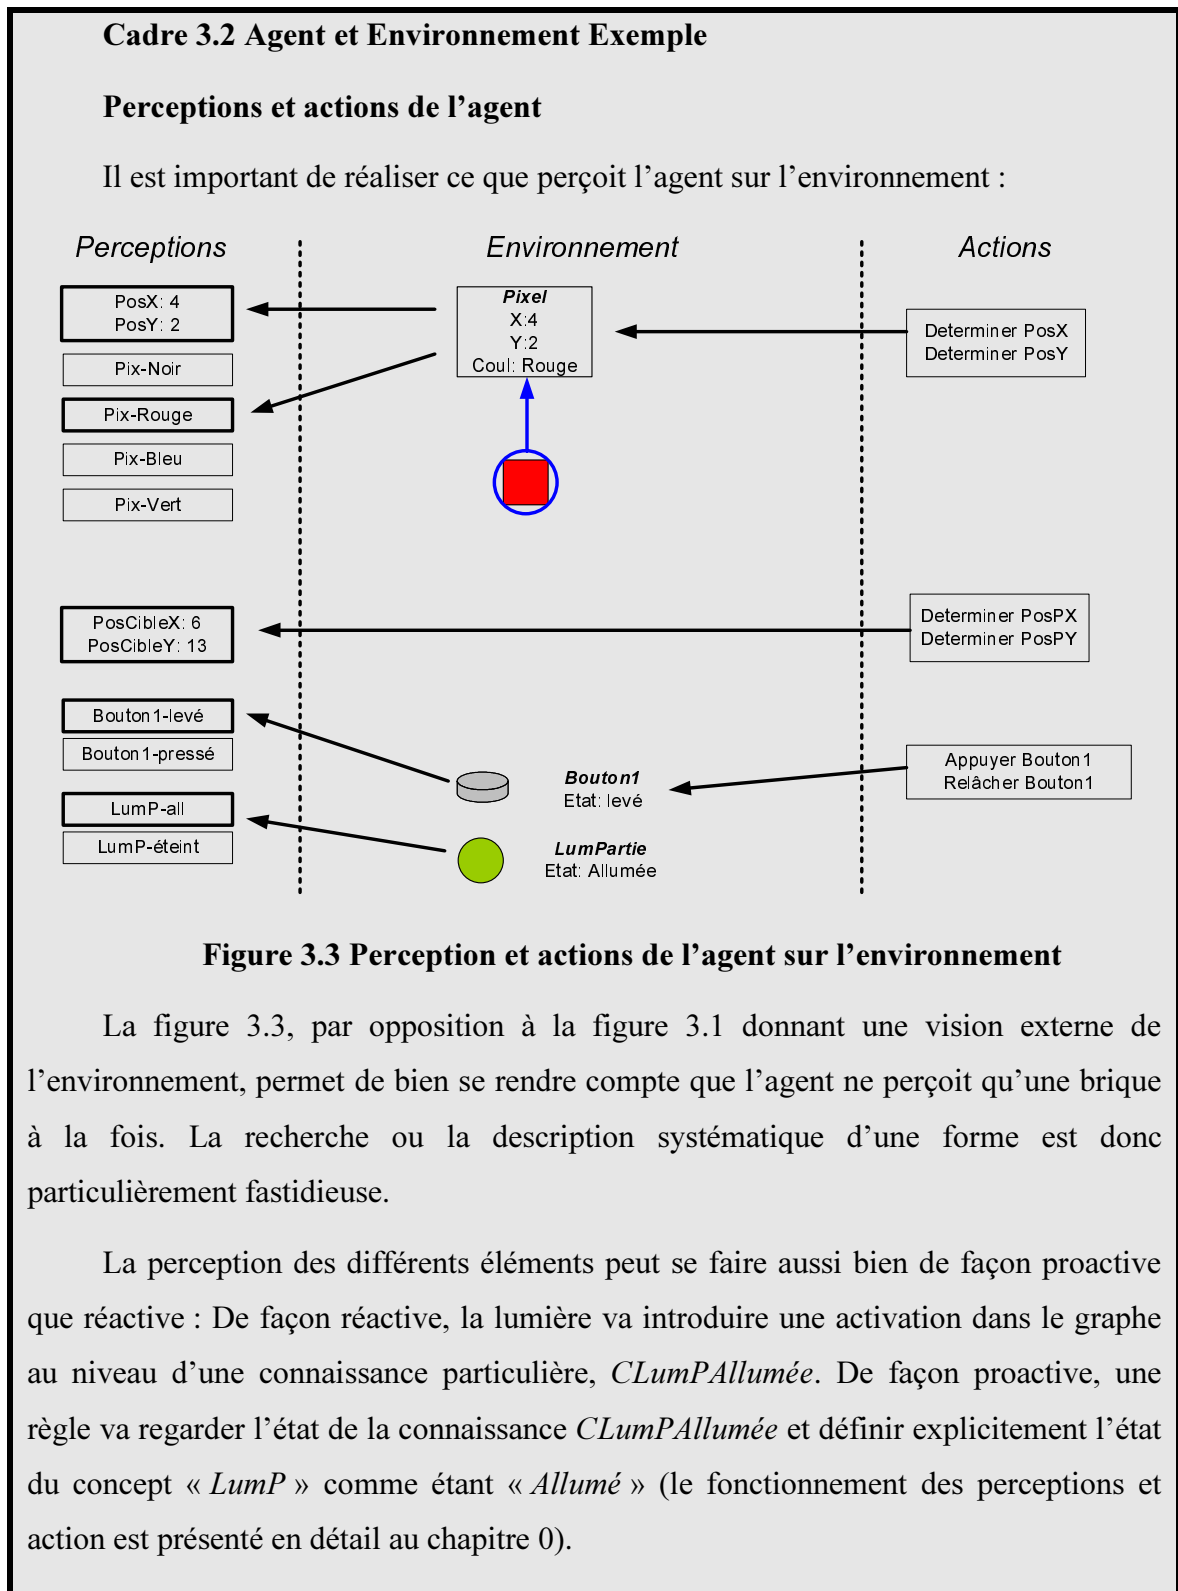 Cadre 3.2 Agent et Environnement Exemple
Perceptions et actions de l’agent
Il est important de réaliser ce que perçoit l’agent sur l’environnement :
Perceptions
Environnement
Actions
PosX: 4
PosY: 2
Pix-Noir
Pix-Rouge
Pix-Bleu
Pix-Vert
Pixel
X:4
Y:2
Coul: Rouge
Determiner PosX
Determiner PosY
PosCibleX: 6
PosCibleY: 13
Determiner PosPX
Determiner PosPY
Bouton1-levé
Bouton1-pressé
LumP-all
LumP-éteint
Bouton1
Etat: levé
LumPartie
Etat: Allumée
Appuyer Bouton1
Relâcher Bouton1
Figure 3.3 Perception et actions de l’agent sur l’environnement
La figure 3.3, par opposition à la figure 3.1 donnant une vision externe de
l’environnement, permet de bien se rendre compte que l’agent ne perçoit qu’une brique
à la fois. La recherche ou la description systématique d’une forme est donc
particulièrement fastidieuse.
La perception des différents éléments peut se faire aussi bien de façon proactive
que réactive : De façon réactive, la lumière va introduire une activation dans le graphe
au niveau d’une connaissance particulière, CLumPAllumée. De façon proactive, une
règle va regarder l’état de la connaissance CLumPAllumée et définir explicitement l’état
du concept « LumP » comme étant « Allumé » (le fonctionnement des perceptions et
action est présenté en détail au chapitre 0).